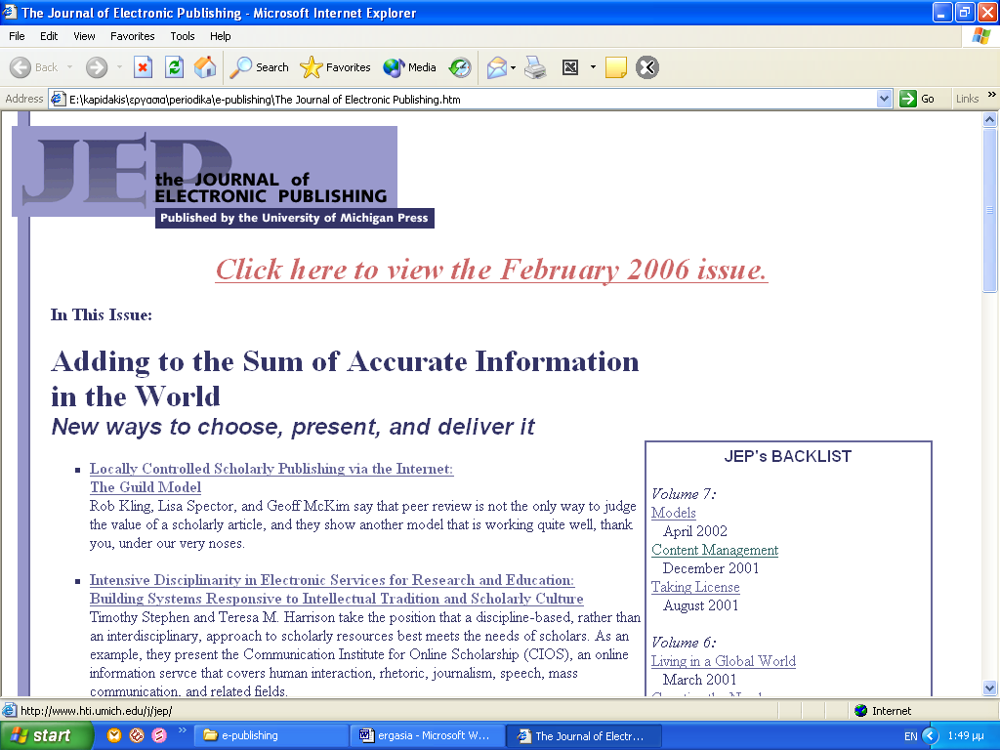 The Journal of Electronic Publishing - Microsoft Internet Explorer
File Edit View Favorites Tools Help
Back Search Favorites Media
Address E:\kapidakis\εργασια\periodika\e-publishing\The Journal of Electronic Publishing.htm Go Links »
JEP
the JOURNAL of
ELECTRONIC PUBLISHING
Published by the University of Michigan Press
Click here to view the February 2006 issue.
In This Issue:
Adding to the Sum of Accurate Information
in the World
New ways to choose, present, and deliver it
Locally Controlled Scholarly Publishing via the Internet:
The Guild Model
Rob Kling, Lisa Spector, and Geoff McKim say that peer review is not the only way to judge
the value of a scholarly article, and they show another model that is working quite well, thank
you, under our very noses.
Intensive Disciplinarity in Electronic Services for Research and Education:
Building Systems Responsive to Intellectual Tradition and Scholarly Culture
Timothy Stephen and Teresa M. Harrison take the position that a discipline-based, rather than
an interdisciplinary, approach to scholarly resources best meets the needs of scholars. As an
example, they present the Communication Institute for Online Scholarship (CIOS), an online
information servce that covers human interaction, rhetoric, journalism, speech, mass
communication, and related fields.
JEP's BACKLIST
Volume 7:
Models
April 2002
Content Management
December 2001
Taking License
August 2001
Volume 6:
Living in a Global World
March 2001
http://www.hti.umich.edu/j/jep/ Internet
start » e-publishing ergasia - Microsoft W... The Journal of Electr... EN 1:49 μμ